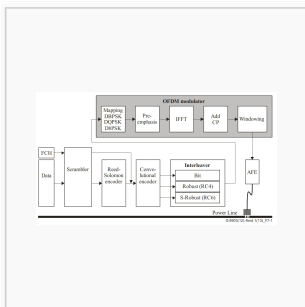 OFDM modulator
Mapping
DBPSK
DQPSK
D8PSK
Pre-
emphasis
IFFT
Add
CP
Windowing
FCH
Data
Scrambler
Reed-
Solomon
encoder
Convo-
lutional
encoder
Interleaver
Bit
Robust (RC4)
S-Robust (RC6)
AFE
Power Line